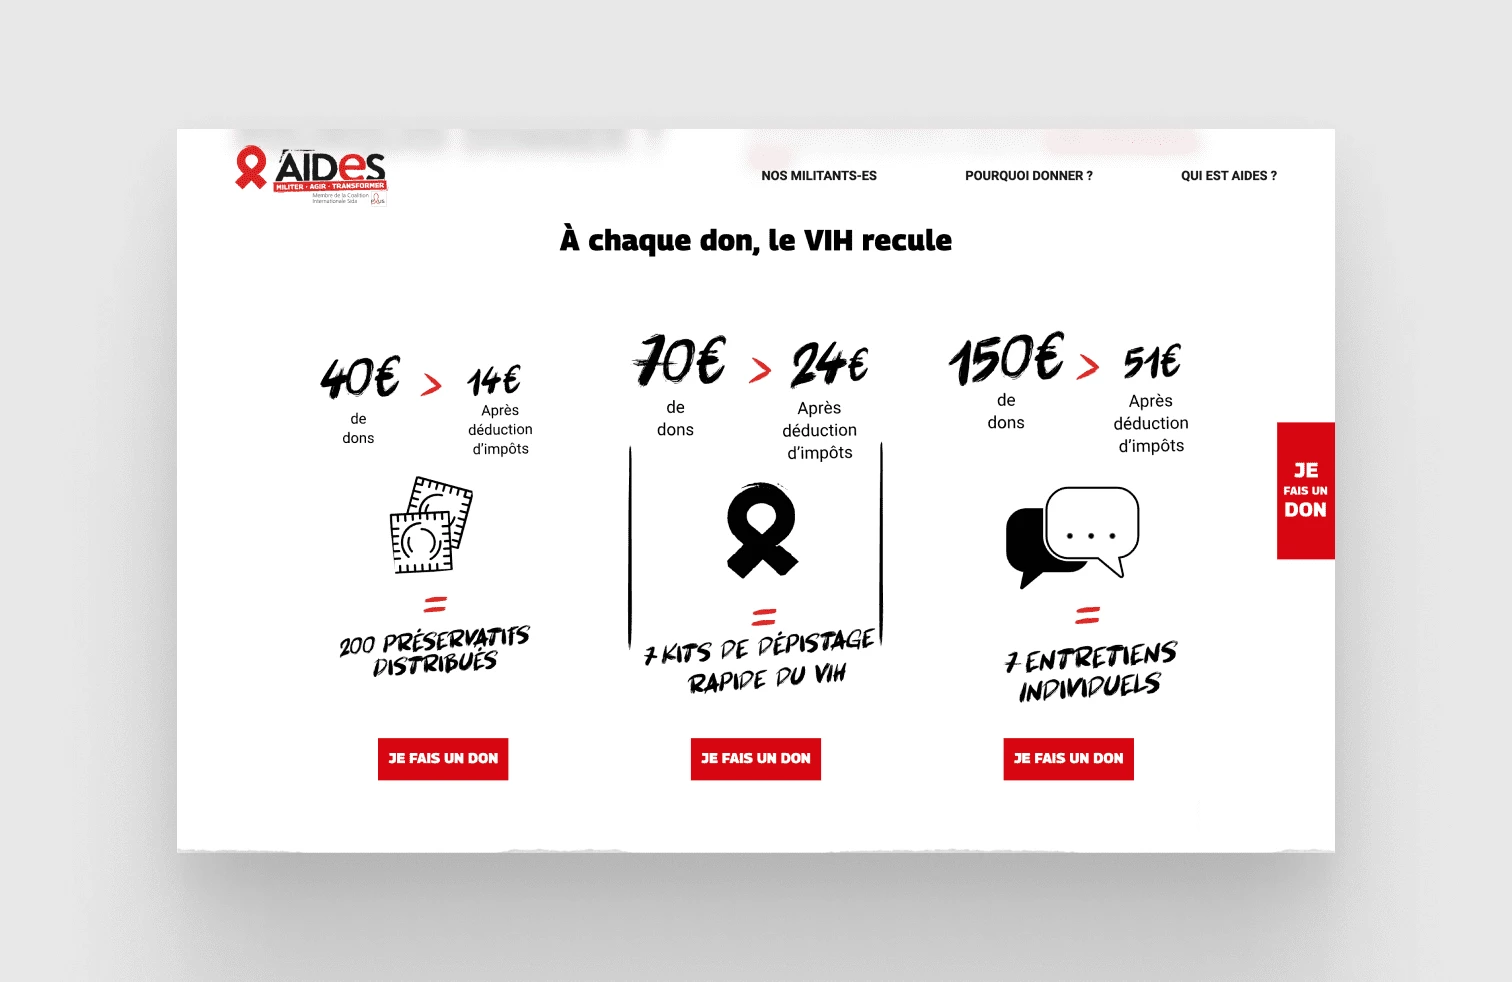 AIDES
MILITER · AGIR · TRANSFORMER
Membre de la Coalition
Internationale Sida
NOS MILITANTS-ES
POURQUOI DONNER ?
QUI EST AIDES ?
À chaque don, le VIH recule
40€ > 14€
de
dons
Après
déduction
d'impôts
=
200 PRÉSERVATIFS
DISTRIBUÉS
JE FAIS UN DON
70€ > 24€
de
dons
Après
déduction
d'impôts
=
7 KITS DE DÉPISTAGE
RAPIDE DU VIH
JE FAIS UN DON
150€ > 51€
de
dons
Après
déduction
d'impôts
=
7 ENTRETIENS
INDIVIDUELS
JE FAIS UN DON
JE
FAIS UN
DON